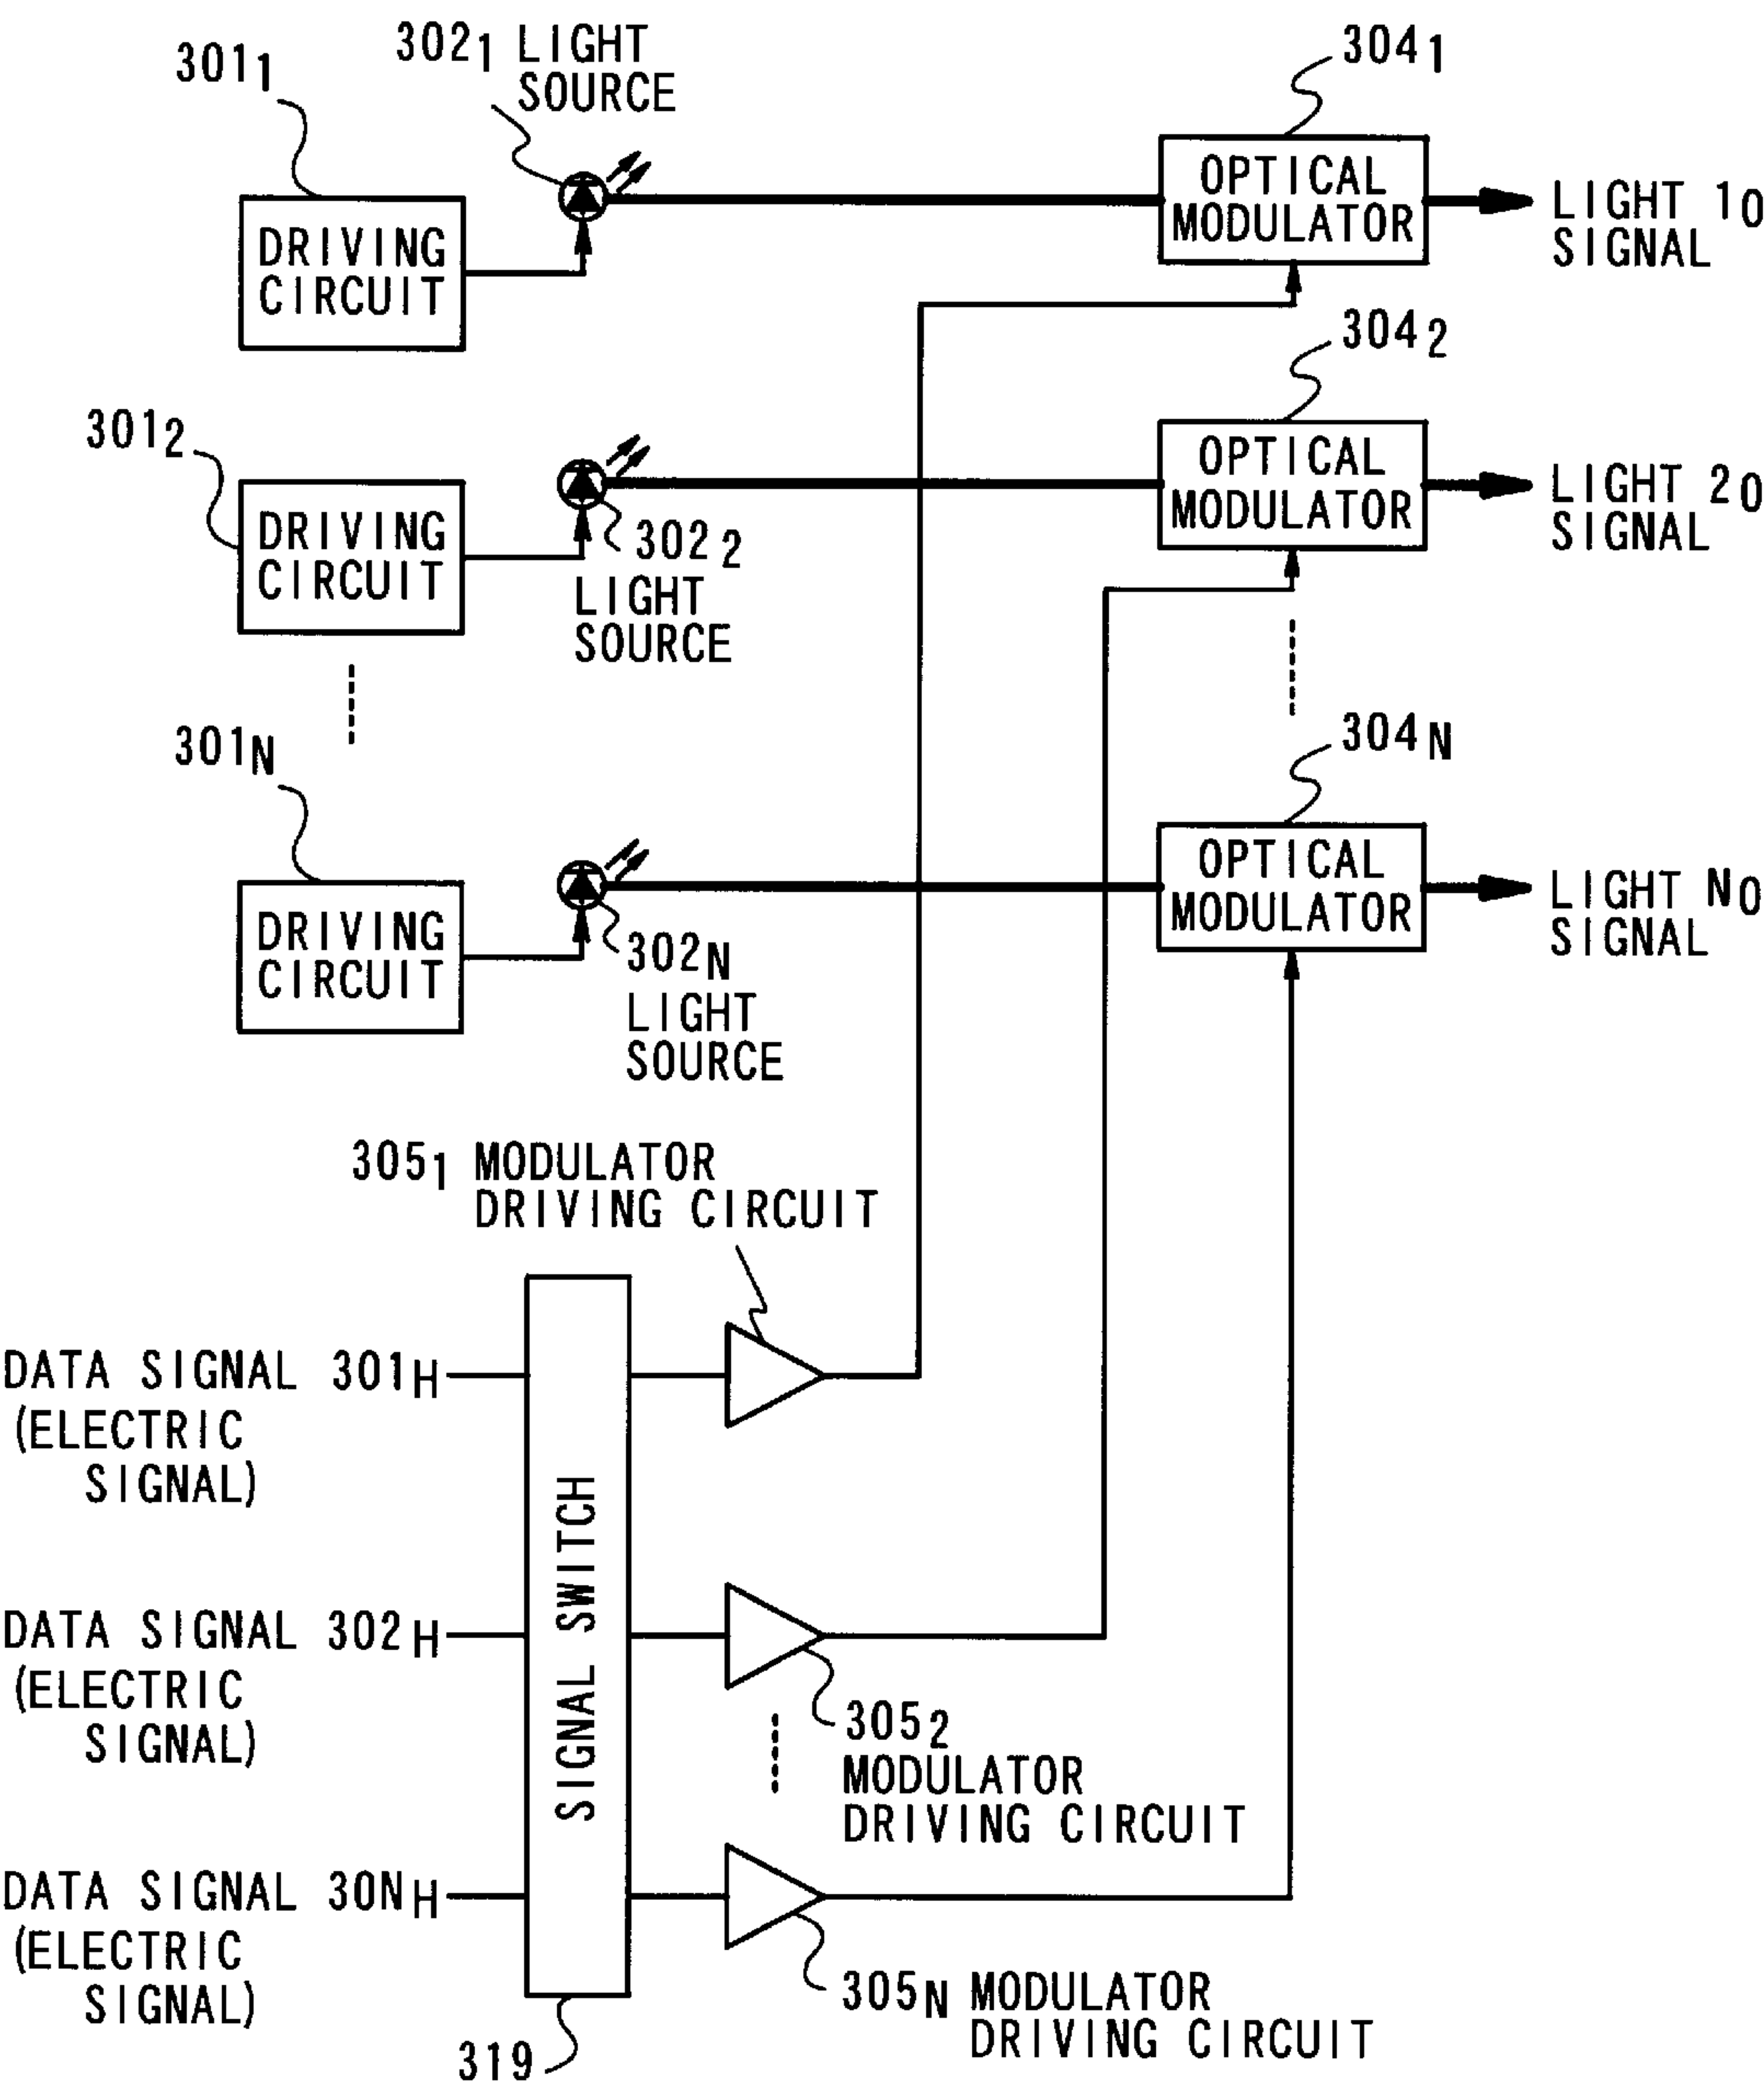 302₁ LIGHT
SOURCE
301₁
304₁
DRIVING
CIRCUIT
OPTICAL
MODULATOR
LIGHT 1₀
SIGNAL
304₂
301₂
DRIVING
CIRCUIT
302₂
LIGHT
SOURCE
OPTICAL
MODULATOR
LIGHT 2₀
SIGNAL
301N
304N
DRIVING
CIRCUIT
302N
LIGHT
SOURCE
OPTICAL
MODULATOR
LIGHT N₀
SIGNAL
305₁ MODULATOR
DRIVING CIRCUIT
DATA SIGNAL 301H
(ELECTRIC
SIGNAL)
SIGNAL SWITCH
DATA SIGNAL 302H
(ELECTRIC
SIGNAL)
305₂
MODULATOR
DRIVING CIRCUIT
DATA SIGNAL 30NH
(ELECTRIC
SIGNAL)
305N MODULATOR
DRIVING CIRCUIT
319